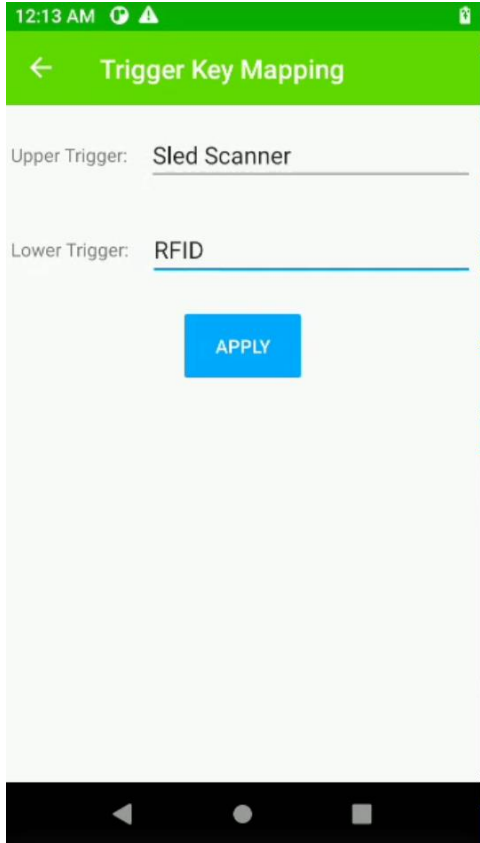 12:13 AM
Trigger Key Mapping
Upper Trigger: Sled Scanner
Lower Trigger: RFID
APPLY